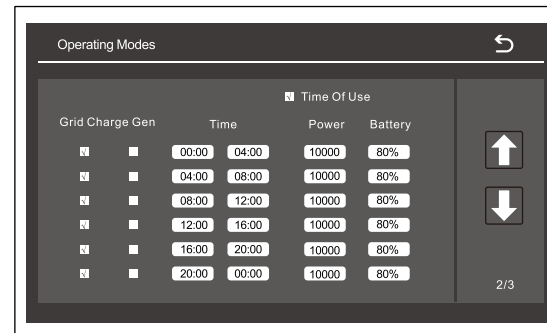 Operating Modes
Time Of Use
Grid Charge Gen Time Power Battery
00:00 04:00 10000 80%
04:00 08:00 10000 80%
08:00 12:00 10000 80%
12:00 16:00 10000 80%
16:00 20:00 10000 80%
20:00 00:00 10000 80%
2/3